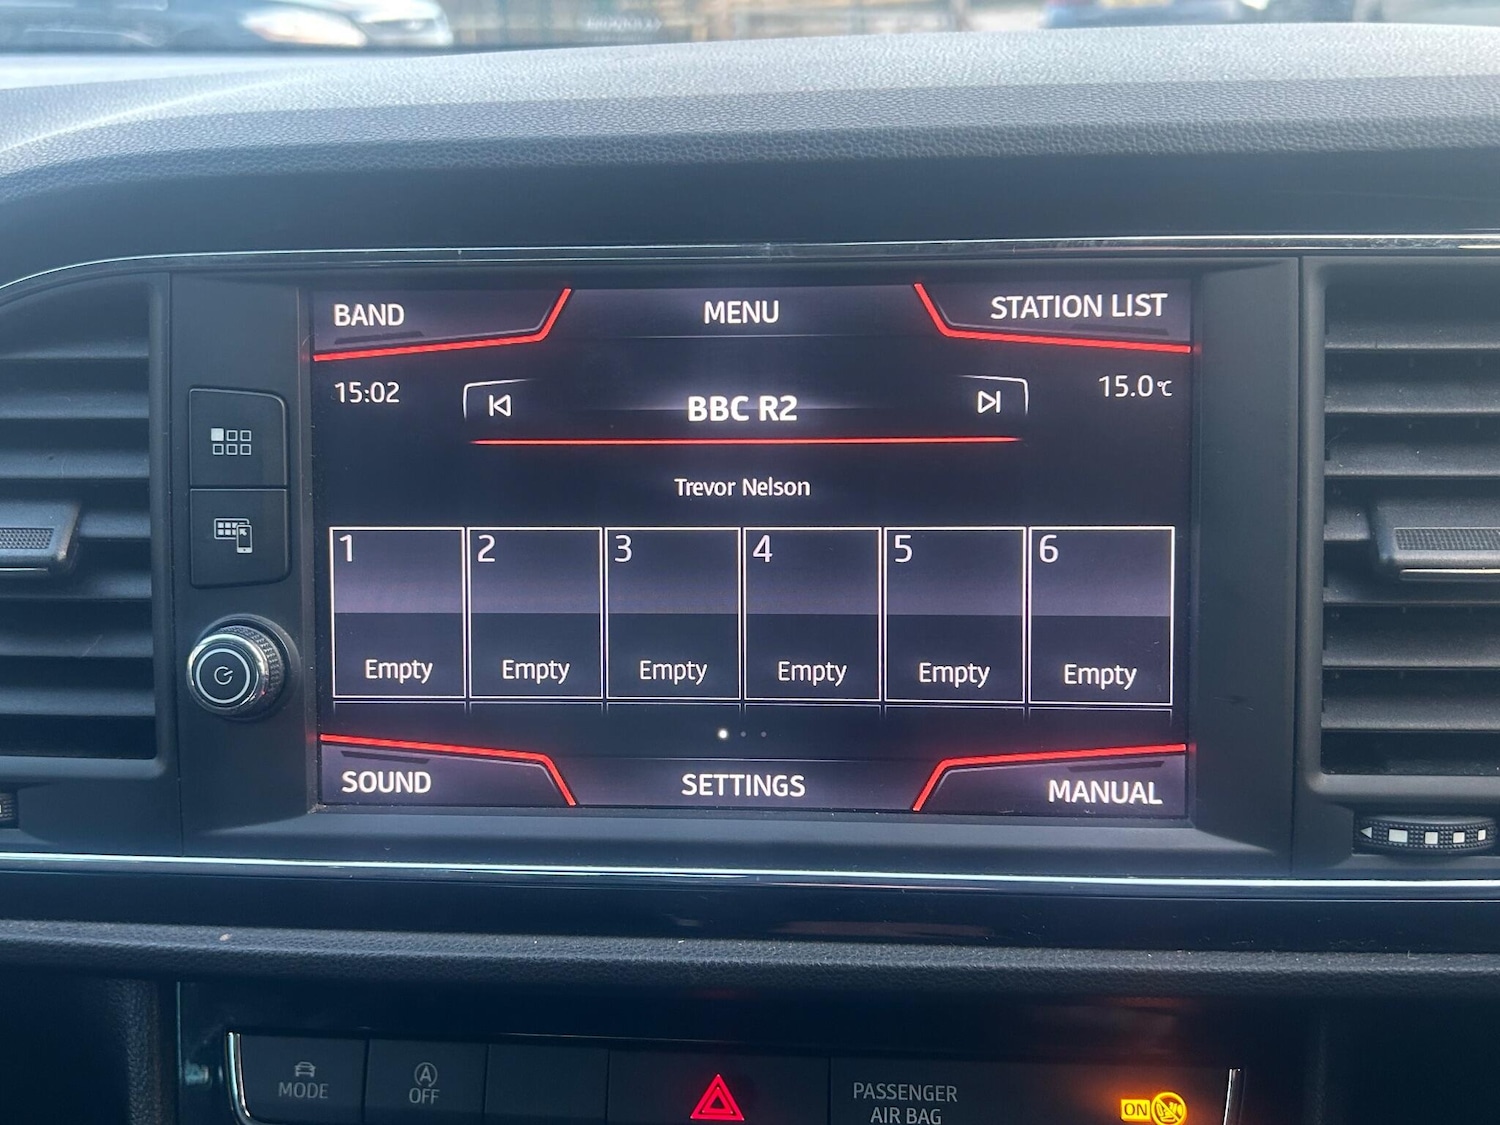 BAND MENU STATION LIST
15:02 BBC R2 15.0°C
Trevor Nelson
1 2 3 4 5 6
Empty Empty Empty Empty Empty Empty
SOUND SETTINGS MANUAL
MODE
A
OFF
PASSENGER
AIR BAG
ON